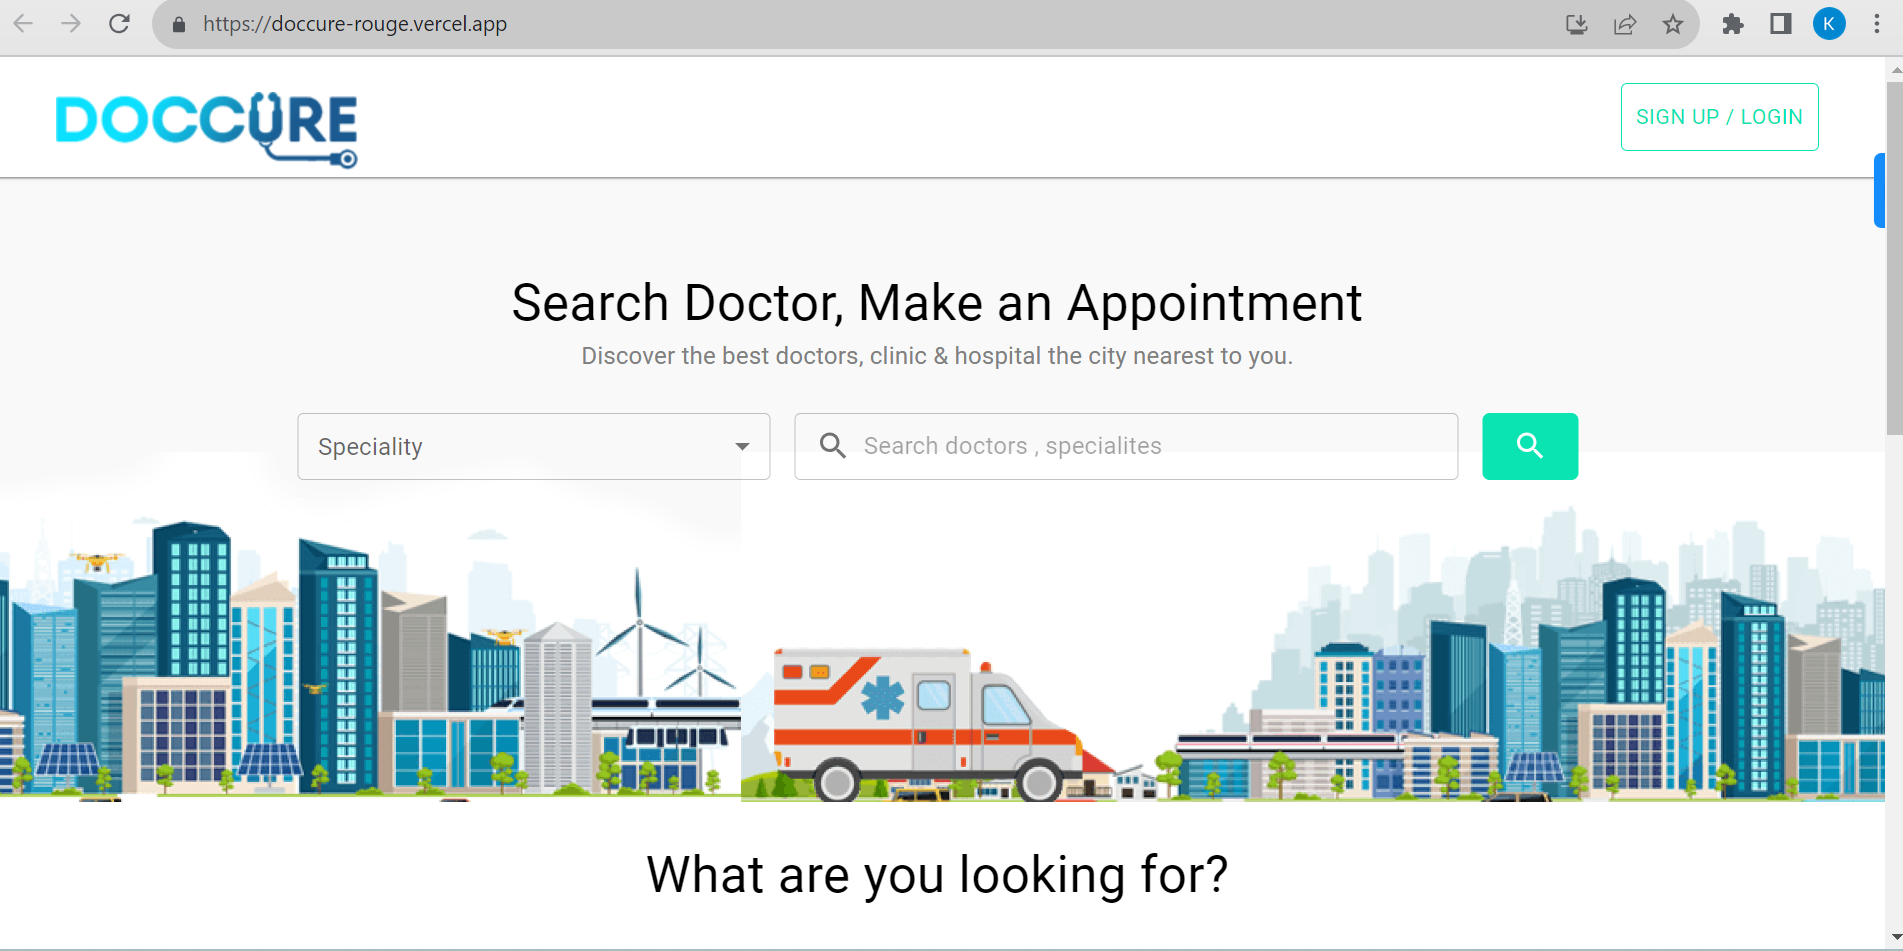 https://doccure-rouge.vercel.app
K
DOCCURE
SIGN UP / LOGIN
Search Doctor, Make an Appointment
Discover the best doctors, clinic & hospital the city nearest to you.
Speciality
Search doctors , specialites
What are you looking for?